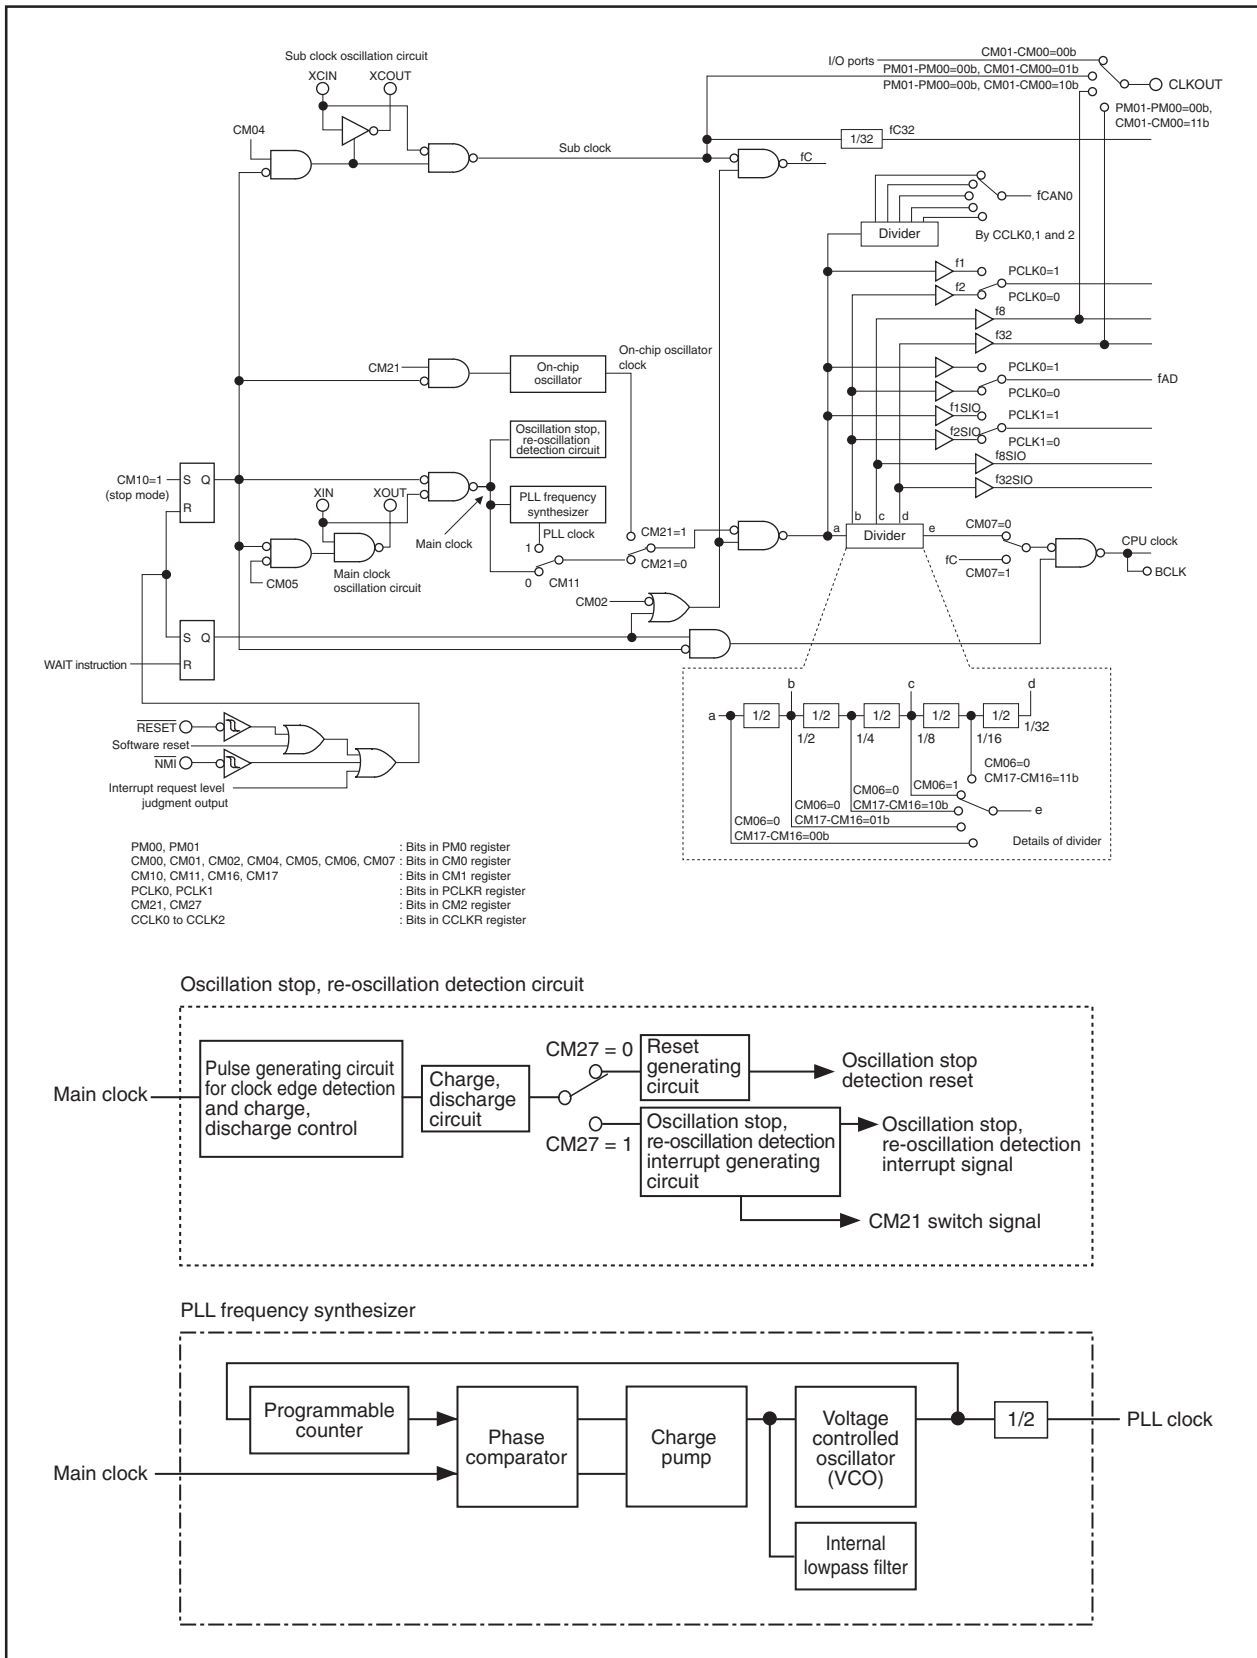 Sub clock oscillation circuit
XCIN XCOUT
CM04
Sub clock
I/O ports
CM01-CM00=00b
PM01-PM00=00b, CM01-CM00=01b
PM01-PM00=00b, CM01-CM00=10b
CLKOUT
PM01-PM00=00b,
CM01-CM00=11b
1/32
fC32
fC
fCAN0
Divider
By CCLK0,1 and 2
f1
PCLK0=1
f2
PCLK0=0
f8
f32
PCLK0=1
fAD
PCLK0=0
f1SIO
PCLK1=1
f2SIO
PCLK1=0
f8SIO
f32SIO
CM21
On-chip
oscillator
On-chip oscillator
clock
Oscillation stop,
re-oscillation
detection circuit
CM10=1
(stop mode)
S Q
R
XIN XOUT
PLL frequency
synthesizer
Main clock
PLL clock
1
0
CM11
CM21=1
CM21=0
CM05
Main clock
oscillation circuit
a
b c d
Divider
e
CM07=0
fC
CM07=1
CPU clock
BCLK
CM02
S Q
R
WAIT instruction
RESET
Software reset
NMI
Interrupt request level
judgment output
b c d
a
1/2 1/2 1/2 1/2 1/2
1/2 1/4 1/8 1/16 1/32
CM06=0
CM17-CM16=11b
CM06=1
CM06=0
CM17-CM16=10b
CM06=0
CM17-CM16=01b
CM06=0
CM17-CM16=00b
e
Details of divider
PM00, PM01 : Bits in PM0 register
CM00, CM01, CM02, CM04, CM05, CM06, CM07 : Bits in CM0 register
CM10, CM11, CM16, CM17 : Bits in CM1 register
PCLK0, PCLK1 : Bits in PCLKR register
CM21, CM27 : Bits in CM2 register
CCLK0 to CCLK2 : Bits in CCLKR register
Oscillation stop, re-oscillation detection circuit
Main clock
Pulse generating circuit
for clock edge detection
and charge,
discharge control
Charge,
discharge
circuit
CM27 = 0
Reset
generating
circuit
Oscillation stop
detection reset
CM27 = 1
Oscillation stop,
re-oscillation detection
interrupt generating
circuit
Oscillation stop,
re-oscillation detection
interrupt signal
CM21 switch signal
PLL frequency synthesizer
Programmable
counter
Main clock
Phase
comparator
Charge
pump
Voltage
controlled
oscillator
(VCO)
1/2
PLL clock
Internal
lowpass filter